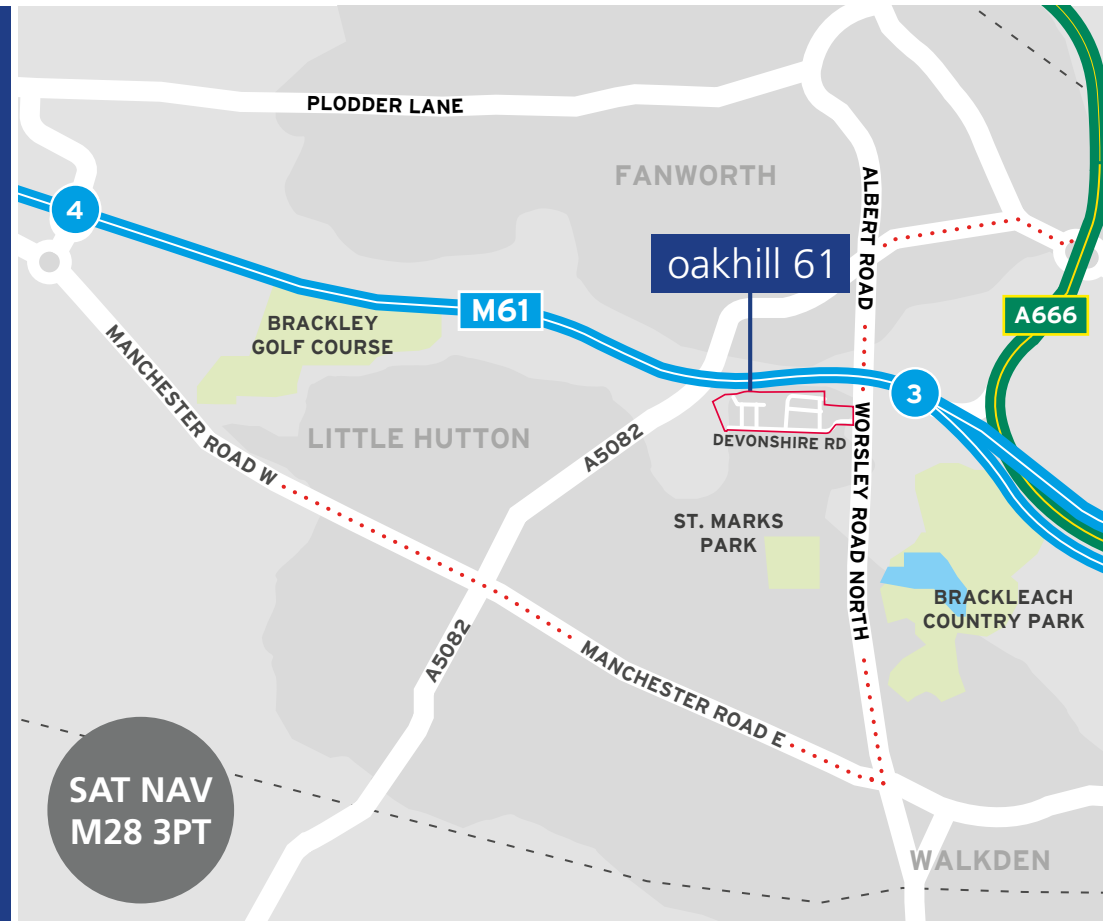 PLODDER LANE
FANWORTH
ALBERT ROAD
4
oakhill 61
M61
A666
BRACKLEY
GOLF COURSE
MANCHESTER ROAD W
3
LITTLE HUTTON
A5082
DEVONSHIRE RD
WORSLEY ROAD NORTH
ST. MARKS
PARK
BRACKLEACH
COUNTRY PARK
A5082
MANCHESTER ROAD E
SAT NAV
M28 3PT
WALKDEN